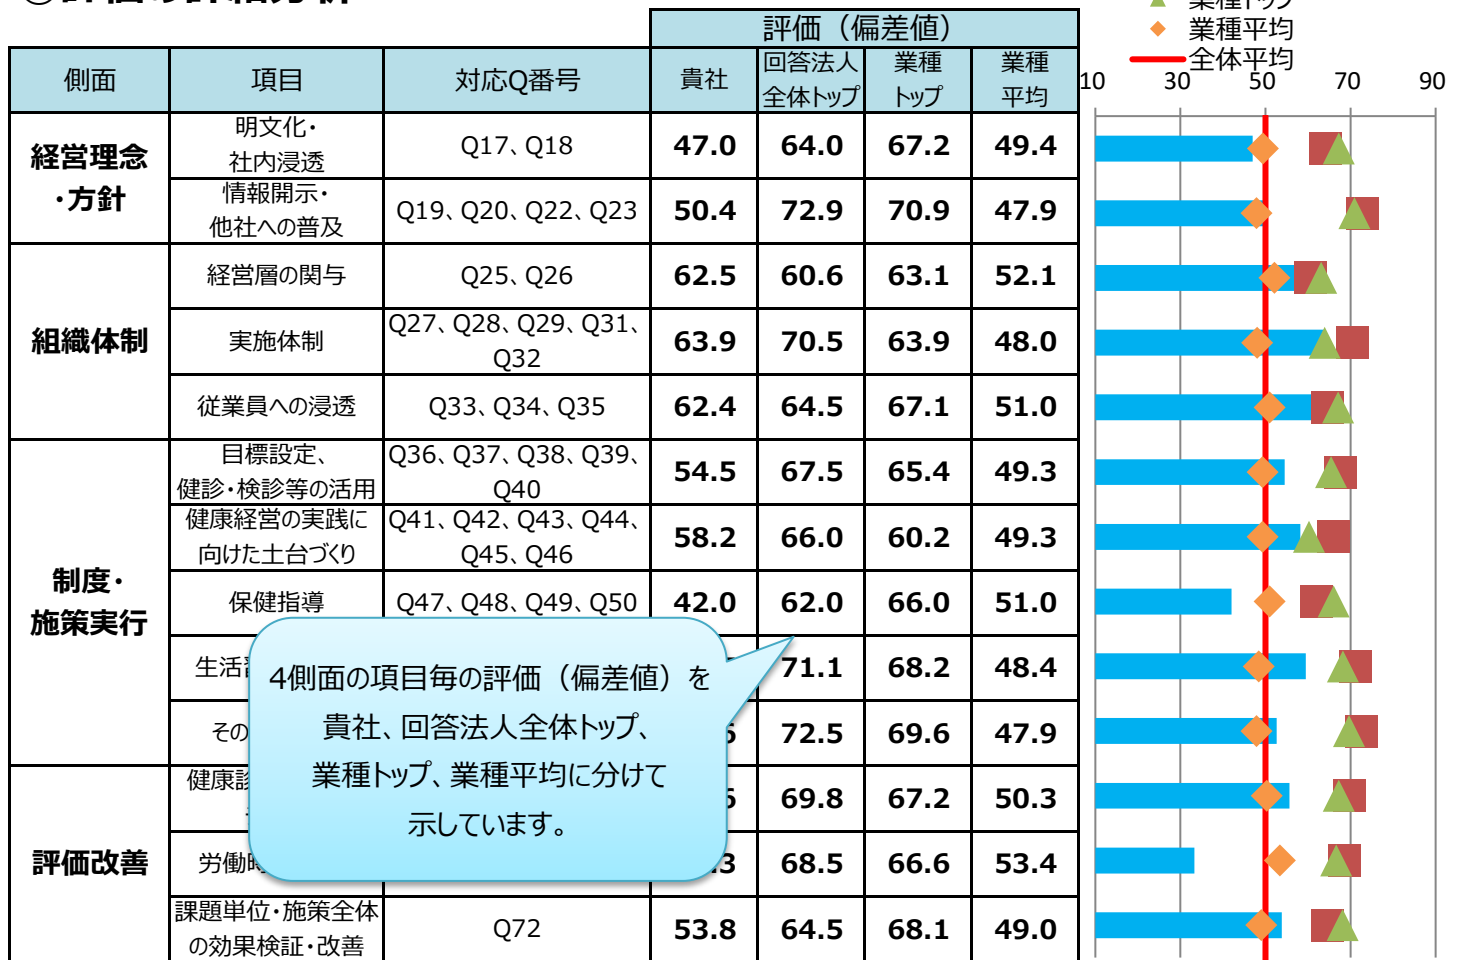 評価の詳細分析
業種トップ
業種平均
全体平均
評価（偏差値）
側面 項目 対応Q番号 貴社 回答法人全体トップ 業種トップ 業種平均
10 30 50 70 90
経営理念・方針
明文化・社内浸透 Q17、Q18 47.0 64.0 67.2 49.4
情報開示・他社への普及 Q19、Q20、Q22、Q23 50.4 72.9 70.9 47.9
組織体制
経営層の関与 Q25、Q26 62.5 60.6 63.1 52.1
実施体制 Q27、Q28、Q29、Q31、Q32 63.9 70.5 63.9 48.0
従業員への浸透 Q33、Q34、Q35 62.4 64.5 67.1 51.0
制度・施策実行
目標設定、健診・検診等の活用 Q36、Q37、Q38、Q39、Q40 54.5 67.5 65.4 49.3
健康経営の実践に向けた土台づくり Q41、Q42、Q43、Q44、Q45、Q46 58.2 66.0 60.2 49.3
保健指導 Q47、Q48、Q49、Q50 42.0 62.0 66.0 51.0
生活 71.1 68.2 48.4
その 72.5 69.6 47.9
評価改善
健康診 69.8 67.2 50.3
労働時 .3 68.5 66.6 53.4
課題単位・施策全体の効果検証・改善 Q72 53.8 64.5 68.1 49.0
4側面の項目毎の評価（偏差値）を
貴社、回答法人全体トップ、
業種トップ、業種平均に分けて
示しています。